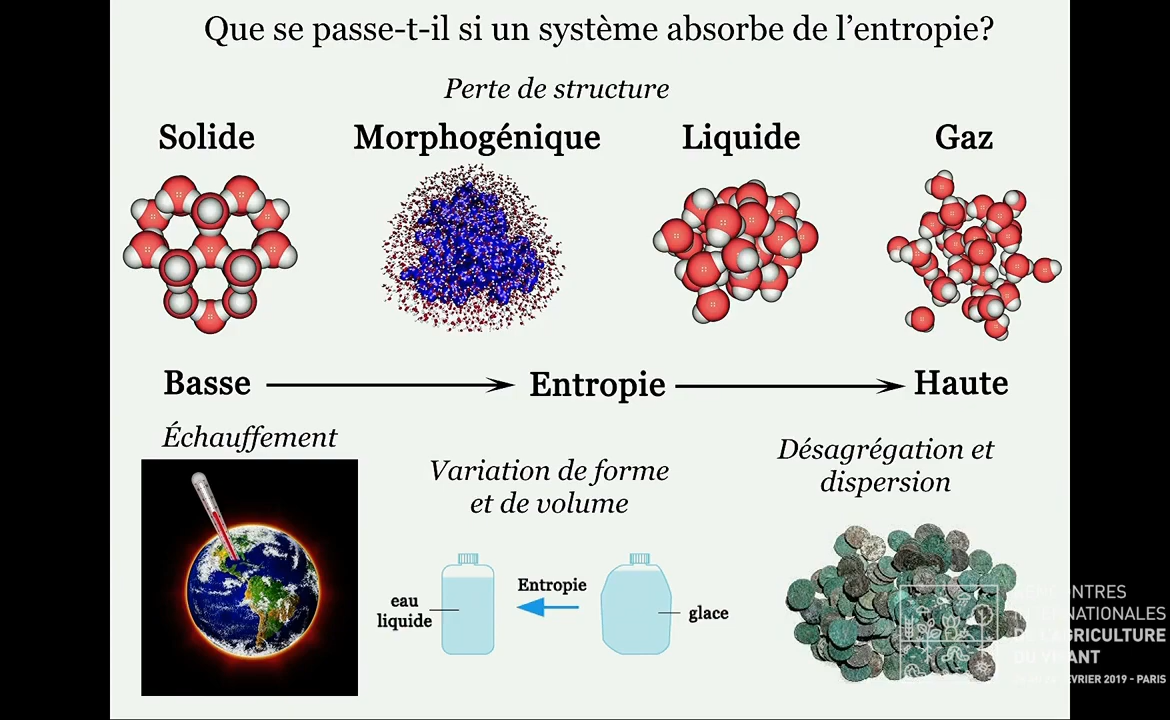 Que se passe-t-il si un système absorbe de l’entropie?
Perte de structure
Solide
Morphogénique
Liquide
Gaz
Basse
Entropie
Haute
Échauffement
Variation de forme
et de volume
Désagrégation et
dispersion
eau
liquide
Entropie
glace
RENCONTRES
INTERNATIONALES
DE L'AGRICULTURE
DU VIVANT
FÉVRIER 2019 - PARIS